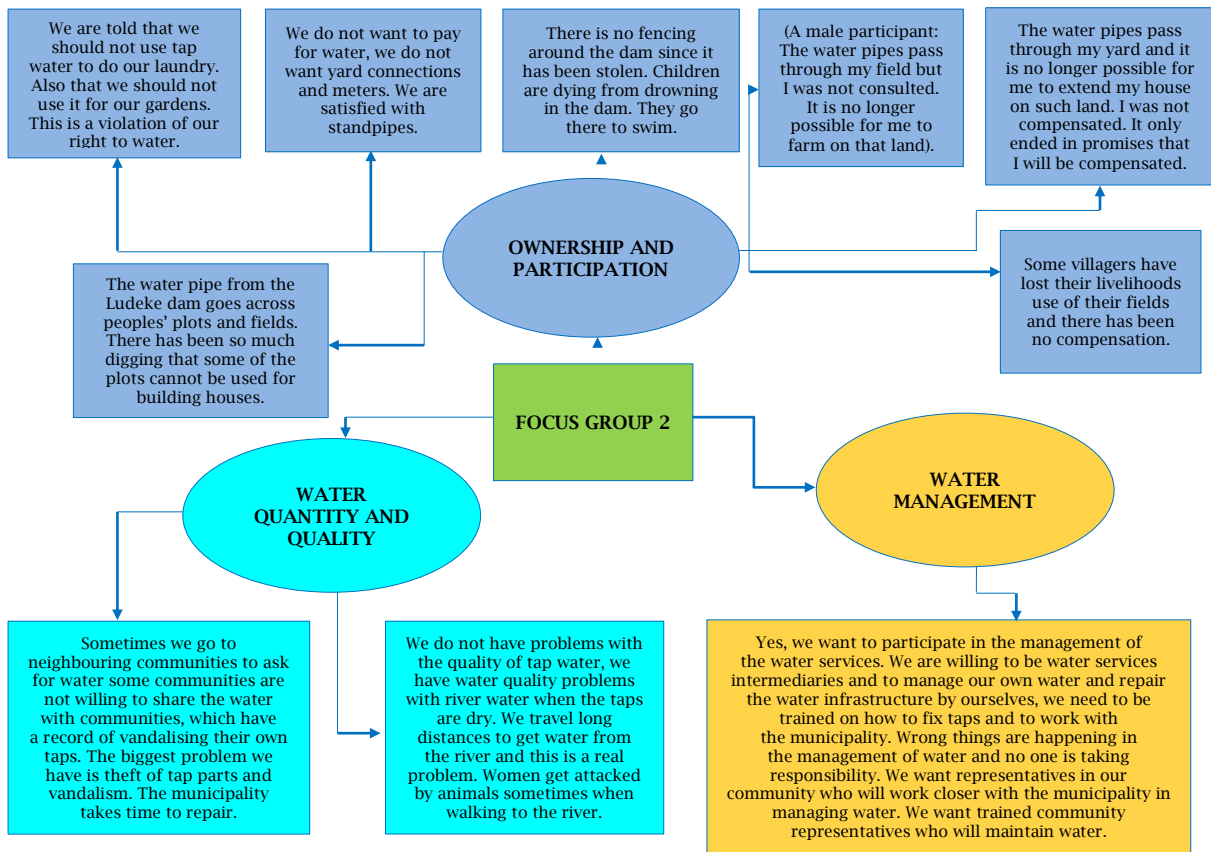 We are told that we
should not use tap
water to do our laundry.
Also that we should not
use it for our gardens.
This is a violation of our
right to water.
We do not want to pay
for water, we do not
want yard connections
and meters. We are
satisfied with
standpipes.
There is no fencing
around the dam since it
has been stolen. Children
are dying from drowning
in the dam. They go
there to swim.
(A male participant:
The water pipes pass
through my field but
I was not consulted.
It is no longer
possible for me to
farm on that land).
The water pipes pass
through my yard and it
is no longer possible for
me to extend my house
on such land. I was not
compensated. It only
ended in promises that
I will be compensated.
OWNERSHIP AND
PARTICIPATION
The water pipe from the
Ludeke dam goes across
peoples’ plots and fields.
There has been so much
digging that some of the
plots cannot be used for
building houses.
Some villagers have
lost their livelihoods
use of their fields
and there has been
no compensation.
FOCUS GROUP 2
WATER
QUANTITY AND
QUALITY
WATER
MANAGEMENT
Sometimes we go to
neighbouring communities to ask
for water some communities are
not willing to share the water
with communities, which have
a record of vandalising their own
taps. The biggest problem we
have is theft of tap parts and
vandalism. The municipality
takes time to repair.
We do not have problems with
the quality of tap water, we
have water quality problems
with river water when the taps
are dry. We travel long
distances to get water from
the river and this is a real
problem. Women get attacked
by animals sometimes when
walking to the river.
Yes, we want to participate in the management of
the water services. We are willing to be water services
intermediaries and to manage our own water and repair
the water infrastructure by ourselves, we need to be
trained on how to fix taps and to work with
the municipality. Wrong things are happening in
the management of water and no one is taking
responsibility. We want representatives in our
community who will work closer with the municipality in
managing water. We want trained community
representatives who will maintain water.